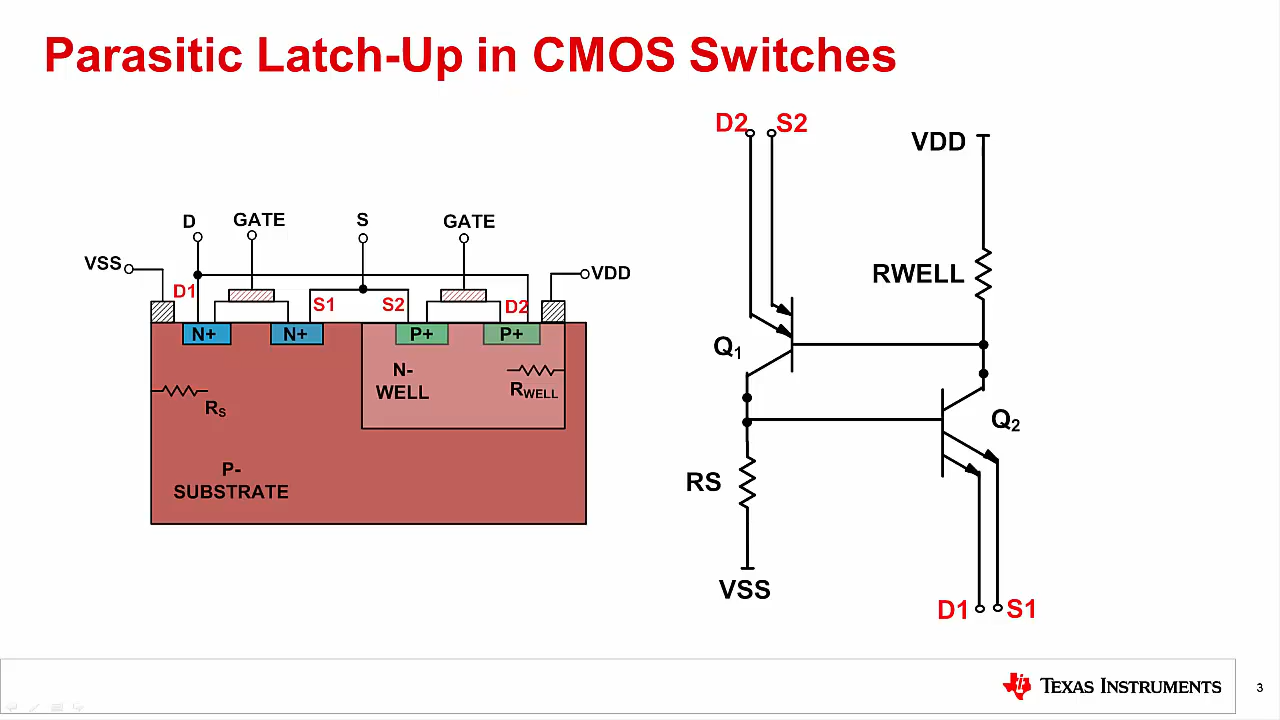 Parasitic Latch-Up in CMOS Switches
D
GATE
S
GATE
VSS
VDD
D1
S1
S2
D2
N+
N+
P+
P+
N-
WELL
RWELL
RS
P-
SUBSTRATE
D2
S2
VDD
RWELL
Q1
Q2
RS
VSS
D1
S1
TEXAS INSTRUMENTS
3